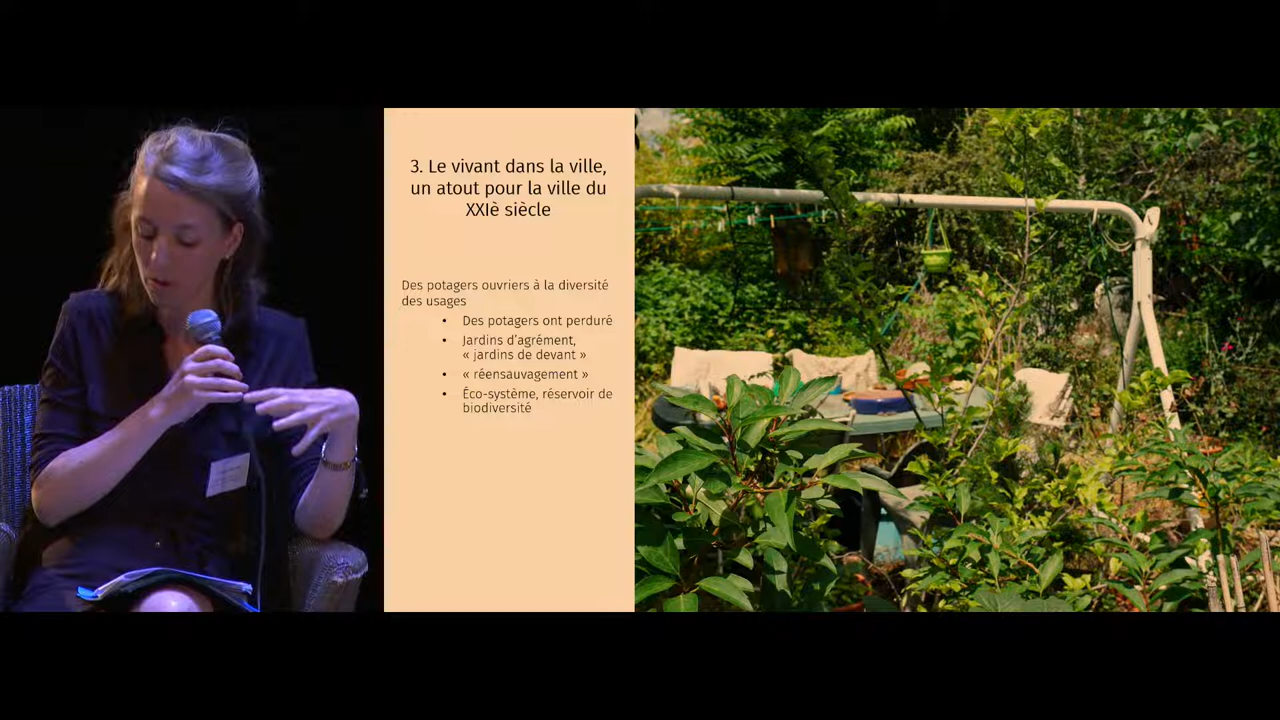 3. Le vivant dans la ville,
un atout pour la ville du
XXIè siècle
Des potagers ouvriers à la diversité
des usages
• Des potagers ont perduré
• Jardins d'agrément,
« jardins de devant »
• « réensauvagement »
• Éco-système, réservoir de
biodiversité